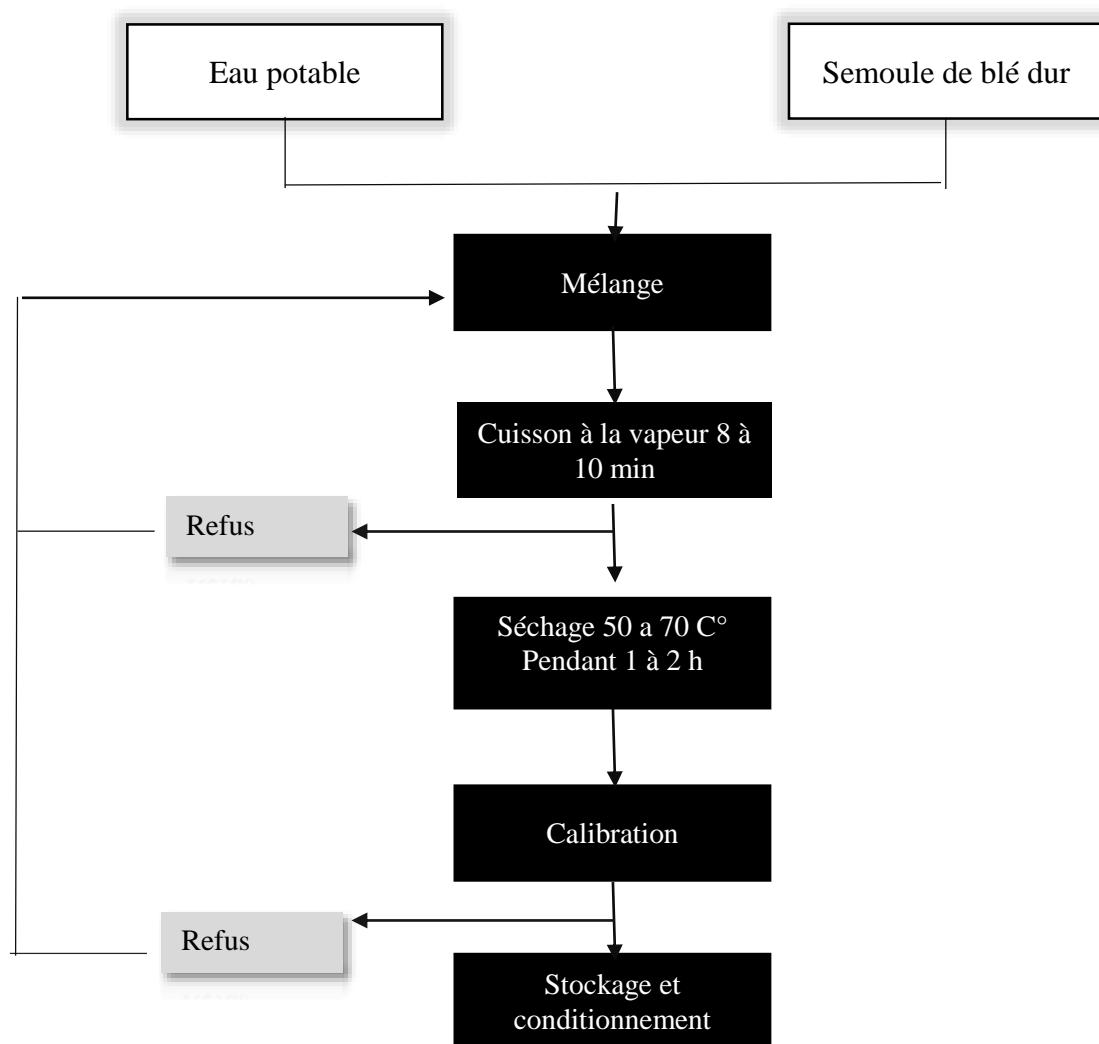 Eau potable
Semoule de blé dur
Mélange
Cuisson à la vapeur 8 à
10 min
Refus
Séchage 50 a 70 C°
Pendant 1 à 2 h
Calibration
Refus
Stockage et
conditionnement